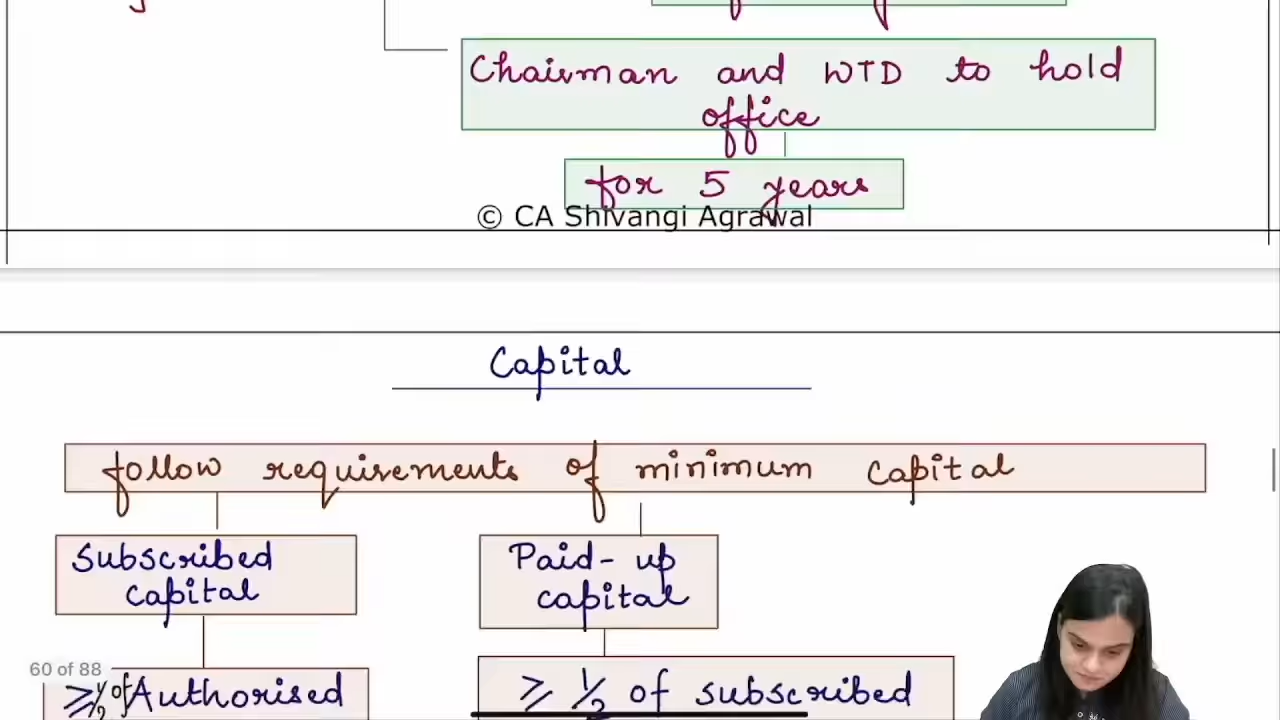 Chairman and WTD to hold
office
for 5 years
© CA Shivangi Agrawal
Capital
follow requirements of minimum capital
Subscribed
capital
Paid-up
capital
60 of 88
≥ 1/2 of Authorised
≥ 1/2 of subscribed